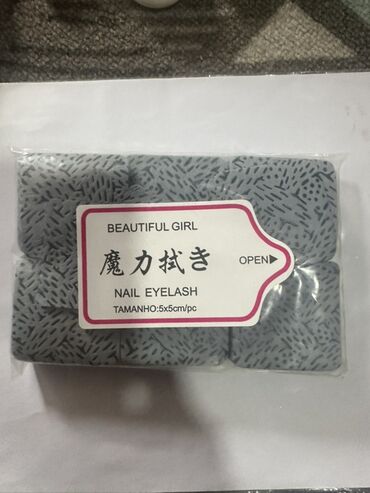 BEAUTIFUL GIRL
魔力拭き
OPEN▶
NAIL EYELASH
TAMANHO:5x5cm/pc